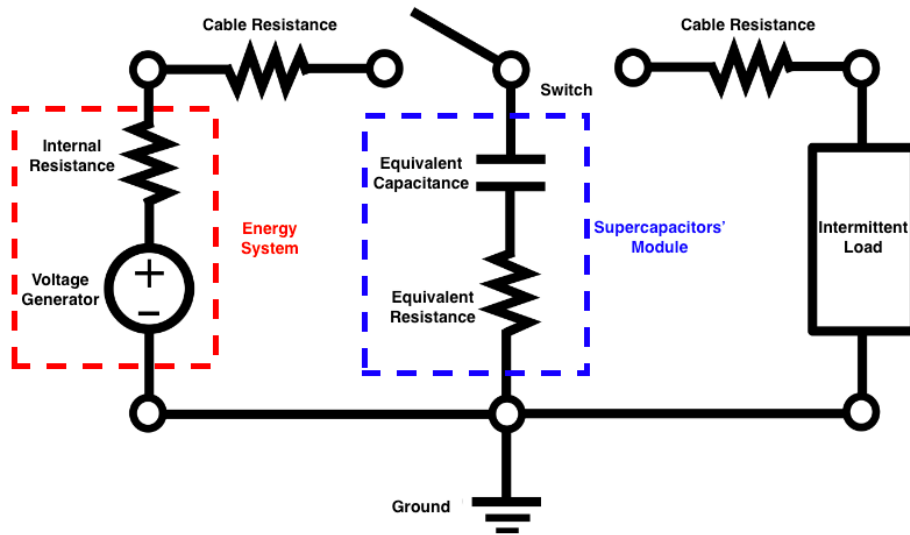 Cable Resistance
Cable Resistance
Switch
Internal
Resistance
Equivalent
Capacitance
Energy
System
Supercapacitors'
Module
Intermittent
Load
Voltage
Generator
+
−
Equivalent
Resistance
Ground